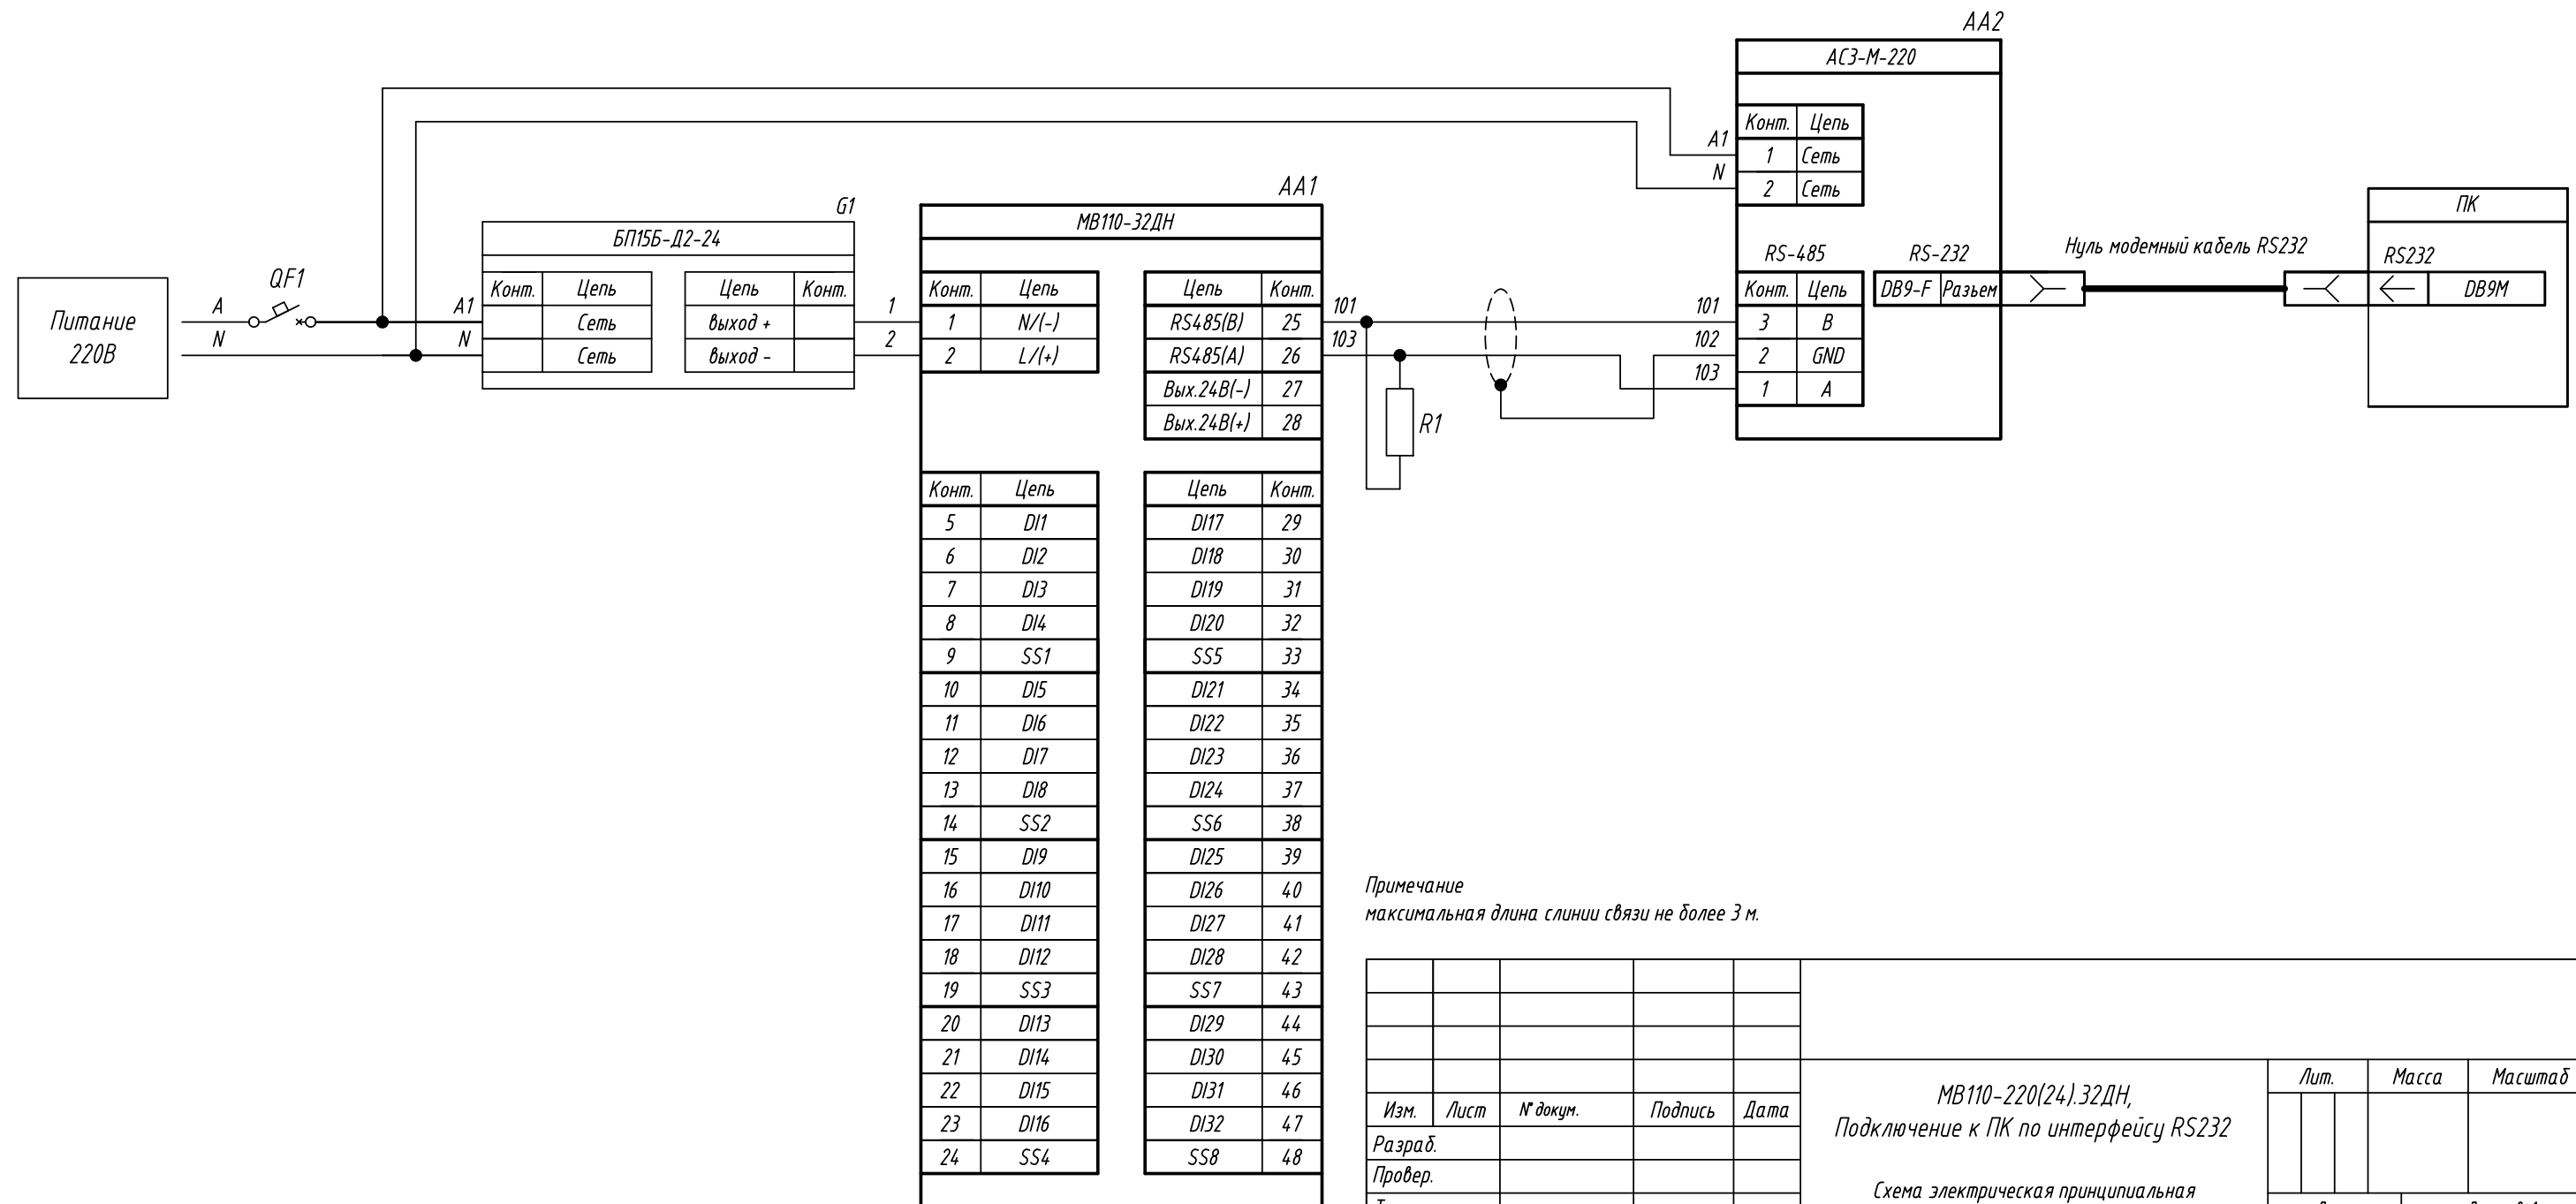 Питание
220В
A
N
QF1
A1
N
G1
БП15Б-Д2-24
Конт. Цепь
Сеть
Сеть
Цепь Конт.
выход +
выход -
1
2
AA1
МВ110-32ДН
Конт. Цепь
1 N/(-)
2 L/(+)
Цепь Конт.
RS485(B) 25
RS485(A) 26
Вых.24В(-) 27
Вых.24В(+) 28
Конт. Цепь
5 DI1
6 DI2
7 DI3
8 DI4
9 SS1
10 DI5
11 DI6
12 DI7
13 DI8
14 SS2
15 DI9
16 DI10
17 DI11
18 DI12
19 SS3
20 DI13
21 DI14
22 DI15
23 DI16
24 SS4
Цепь Конт.
DI17 29
DI18 30
DI19 31
DI20 32
SS5 33
DI21 34
DI22 35
DI23 36
DI24 37
SS6 38
DI25 39
DI26 40
DI27 41
DI28 42
SS7 43
DI29 44
DI30 45
DI31 46
DI32 47
SS8 48
101
103
R1
101
102
103
A1
N
AA2
АС3-М-220
Конт. Цепь
1 Сеть
2 Сеть
RS-485
Конт. Цепь
3 B
2 GND
1 A
RS-232
DB9-F Разьем
Нуль модемный кабель RS232
ПК
RS232
DB9M
Примечание
максимальная длина слинии связи не более 3 м.
Изм. Лист № докум. Подпись Дата
Разраб.
Провер.
МВ110-220(24).32ДН,
Подключение к ПК по интерфейсу RS232
Схема электрическая принципиальная
Лит. Масса Масштаб